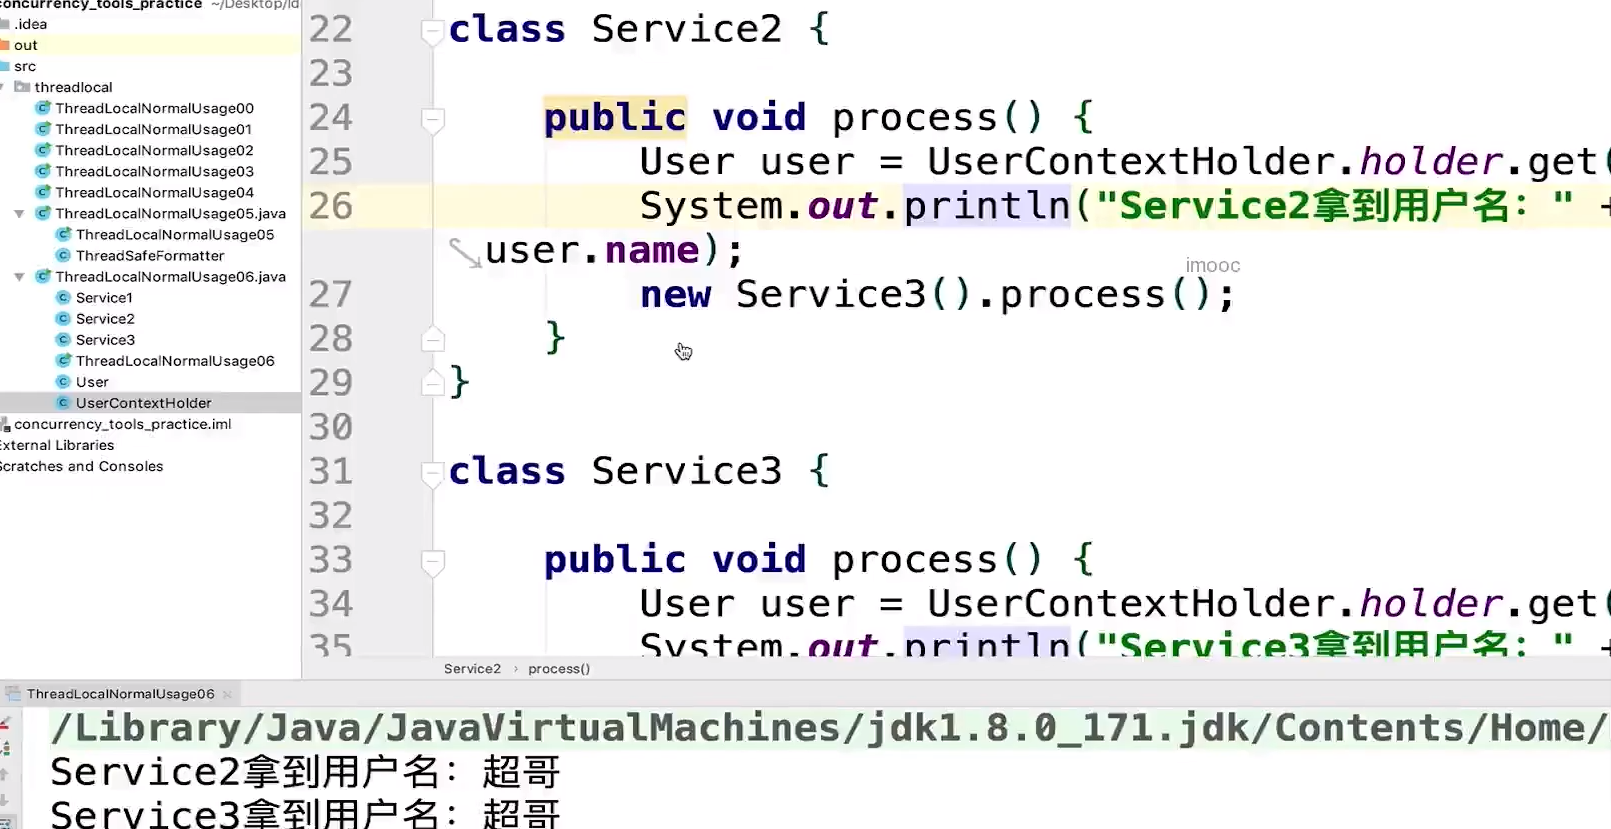 concurrency_tools_practice ~/Desktop/Id
.idea
out
src
threadlocal
ThreadLocalNormalUsage00
ThreadLocalNormalUsage01
ThreadLocalNormalUsage02
ThreadLocalNormalUsage03
ThreadLocalNormalUsage04
ThreadLocalNormalUsage05.java
ThreadLocalNormalUsage05
ThreadSafeFormatter
ThreadLocalNormalUsage06.java
Service1
Service2
Service3
ThreadLocalNormalUsage06
User
UserContextHolder
concurrency_tools_practice.iml
External Libraries
Scratches and Consoles
22 class Service2 {
23
24 public void process() {
25 User user = UserContextHolder.holder.get(
26 System.out.println("Service2拿到用户名：" +
user.name);
imooc
27 new Service3().process();
28 }
29 }
30
31 class Service3 {
32
33 public void process() {
34 User user = UserContextHolder.holder.get(
35 System.out.println("Service3拿到用户名：" +
Service2 › process()
ThreadLocalNormalUsage06
/Library/Java/JavaVirtualMachines/jdk1.8.0_171.jdk/Contents/Home/
Service2拿到用户名：超哥
Service3拿到用户名：超哥